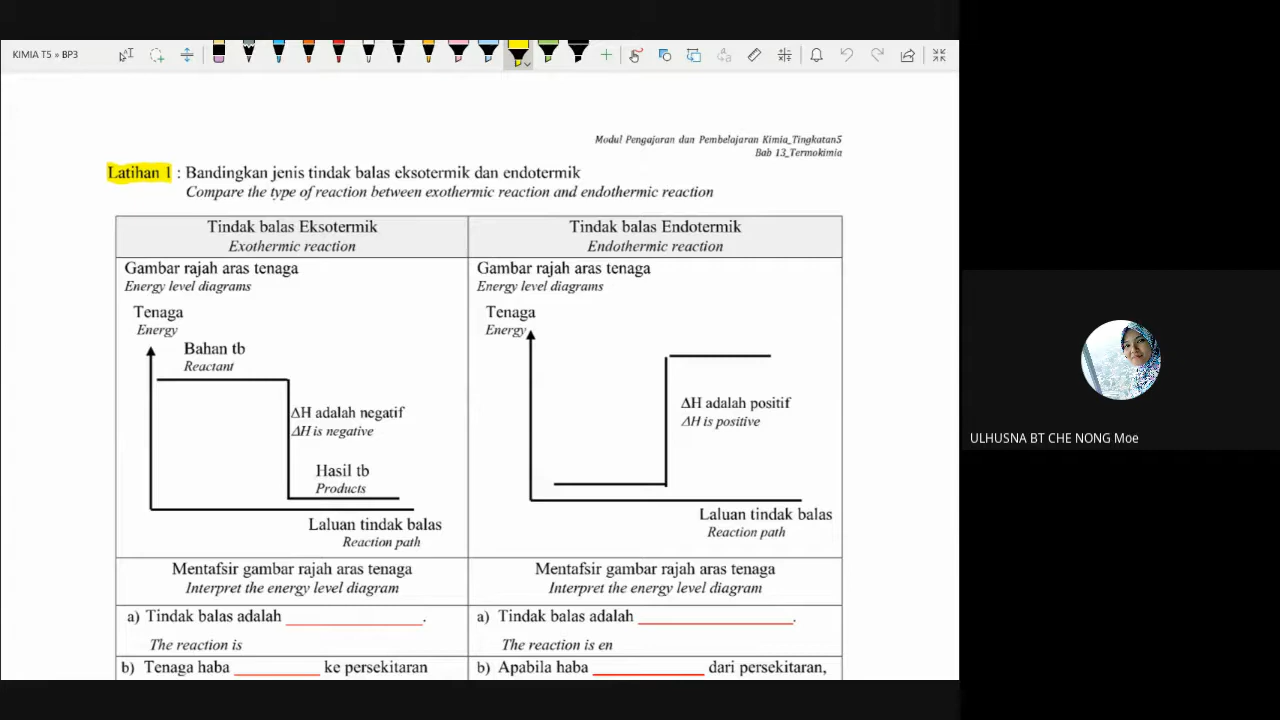 KIMIA T5 » BP3
Modul Pengajaran dan Pembelajaran Kimia_Tingkatan5
Bab 13_Termokimia
Latihan 1 : Bandingkan jenis tindak balas eksotermik dan endotermik
Compare the type of reaction between exothermic reaction and endothermic reaction
Tindak balas Eksotermik
Exothermic reaction
Gambar rajah aras tenaga
Energy level diagrams
Tenaga
Energy
Bahan tb
Reactant
ΔH adalah negatif
ΔH is negative
Hasil tb
Products
Laluan tindak balas
Reaction path
Mentafsir gambar rajah aras tenaga
Interpret the energy level diagram
a) Tindak balas adalah ________________.
The reaction is
b) Tenaga haba __________ ke persekitaran
Tindak balas Endotermik
Endothermic reaction
Gambar rajah aras tenaga
Energy level diagrams
Tenaga
Energy
ΔH adalah positif
ΔH is positive
Laluan tindak balas
Reaction path
Mentafsir gambar rajah aras tenaga
Interpret the energy level diagram
a) Tindak balas adalah __________________.
The reaction is en
b) Apabila haba _____________ dari persekitaran,
ULHUSNA BT CHE NONG Moe